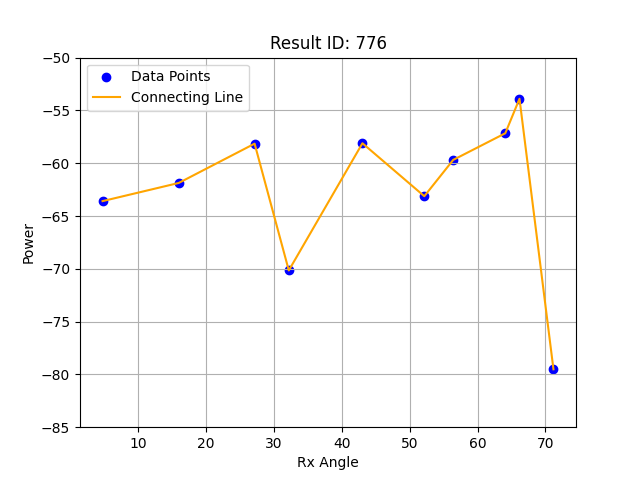 Result ID: 776
Data Points
Connecting Line
−50
−55
−60
−65
−70
−75
−80
−85
Power
10 20 30 40 50 60 70
Rx Angle